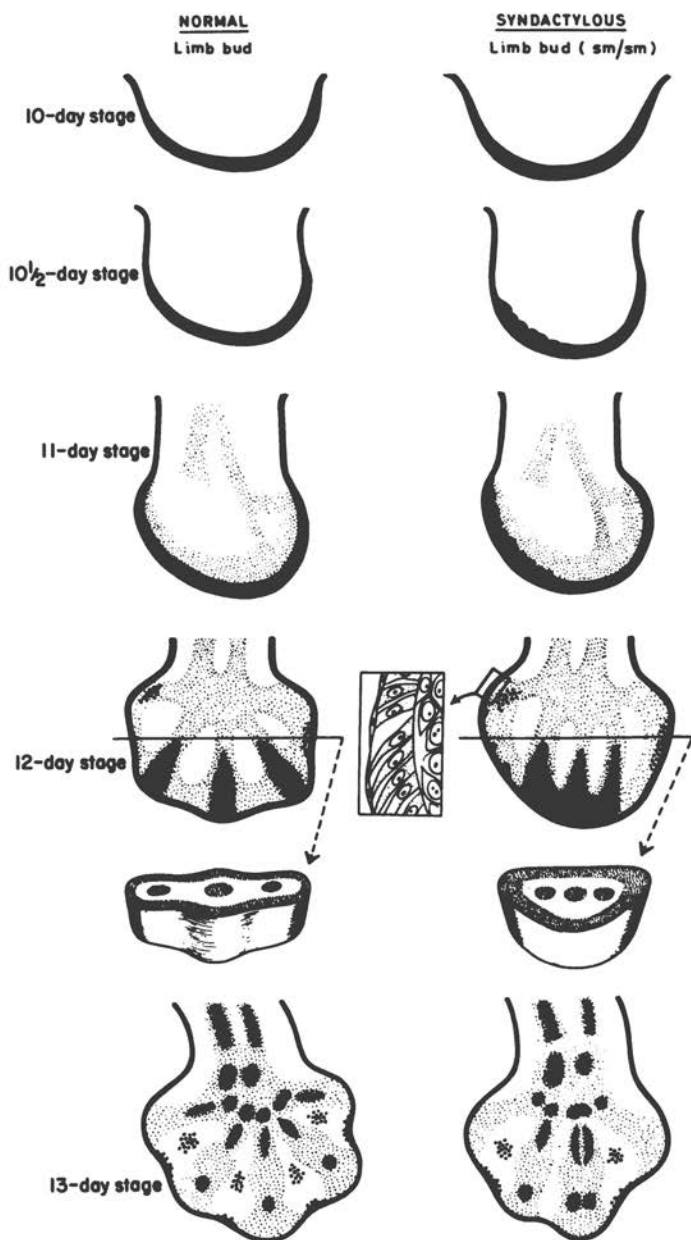 NORMAL
Limb bud
SYNDACTYLOUS
Limb bud ( sm/sm)
10-day stage
10½-day stage
11-day stage
12-day stage
13-day stage